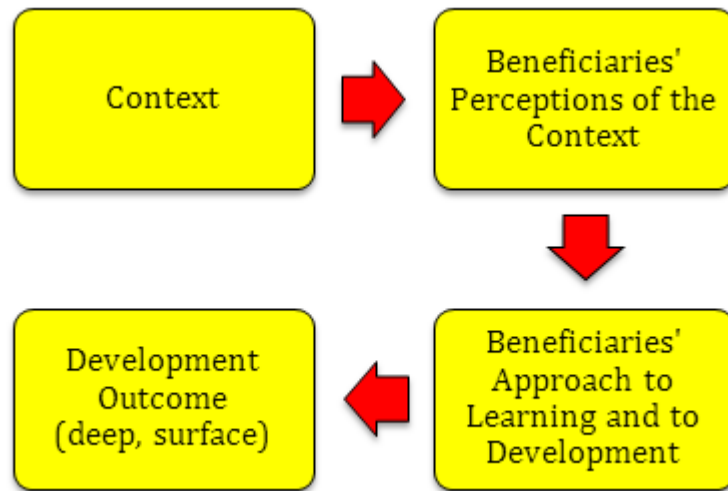 Context
Beneficiaries'
Perceptions of the
Context
Beneficiaries'
Approach to
Learning and to
Development
Development
Outcome
(deep, surface)